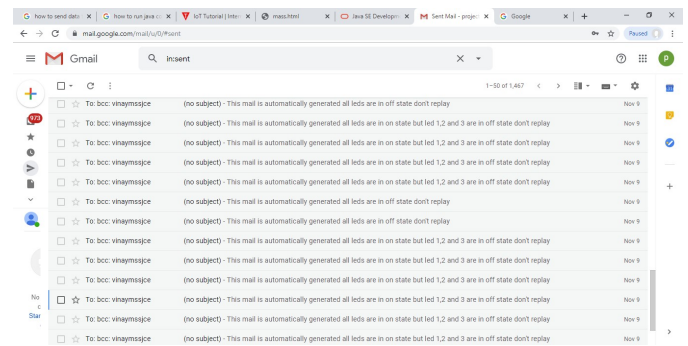 how to send data
how to run java co
IoT Tutorial | Inter
mass.html
Java SE Developm
Sent Mail - project
Google
mail.google.com/mail/u/0/#sent
Paused
Gmail
in:sent
P
1–50 of 1,467
973
To: bcc: vinaymssjce (no subject) - This mail is automatically generated all leds are in off state don't replay Nov 9
To: bcc: vinaymssjce (no subject) - This mail is automatically generated all leds are in on state but led 1,2 and 3 are in off state don't replay Nov 9
To: bcc: vinaymssjce (no subject) - This mail is automatically generated all leds are in on state but led 1,2 and 3 are in off state don't replay Nov 9
To: bcc: vinaymssjce (no subject) - This mail is automatically generated all leds are in on state but led 1,2 and 3 are in off state don't replay Nov 9
To: bcc: vinaymssjce (no subject) - This mail is automatically generated all leds are in on state but led 1,2 and 3 are in off state don't replay Nov 9
To: bcc: vinaymssjce (no subject) - This mail is automatically generated all leds are in off state don't replay Nov 9
To: bcc: vinaymssjce (no subject) - This mail is automatically generated all leds are in off state don't replay Nov 9
To: bcc: vinaymssjce (no subject) - This mail is automatically generated all leds are in on state but led 1,2 and 3 are in off state don't replay Nov 9
To: bcc: vinaymssjce (no subject) - This mail is automatically generated all leds are in on state but led 1,2 and 3 are in off state don't replay Nov 9
To: bcc: vinaymssjce (no subject) - This mail is automatically generated all leds are in on state but led 1,2 and 3 are in off state don't replay Nov 9
No
To: bcc: vinaymssjce (no subject) - This mail is automatically generated all leds are in on state but led 1,2 and 3 are in off state don't replay Nov 9
Star
To: bcc: vinaymssjce (no subject) - This mail is automatically generated all leds are in on state but led 1,2 and 3 are in off state don't replay Nov 9
To: bcc: vinaymssjce (no subject) - This mail is automatically generated all leds are in on state but led 1,2 and 3 are in off state don't replay Nov 9